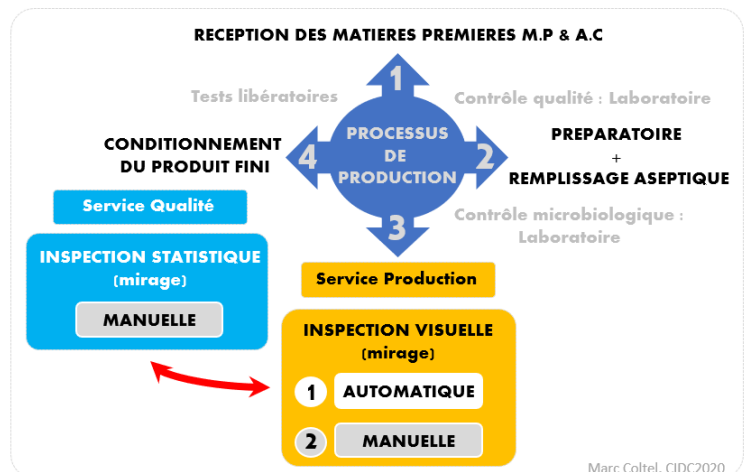 RECEPTION DES MATIERES PREMIERES M.P & A.C
1
Tests libératoires
Contrôle qualité : Laboratoire
CONDITIONNEMENT
DU PRODUIT FINI
4
PROCESSUS
DE
PRODUCTION
2
PREPARATOIRE
+
REMPLISSAGE ASEPTIQUE
Service Qualité
3
Contrôle microbiologique :
Laboratoire
INSPECTION STATISTIQUE
(mirage)
MANUELLE
Service Production
INSPECTION VISUELLE
(mirage)
1 AUTOMATIQUE
2 MANUELLE
Marc Coltel, CIDC2020